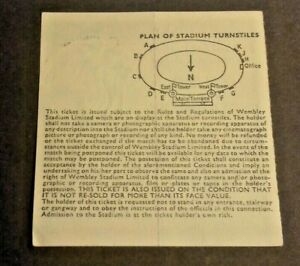 PLAN OF STADIUM TURNSTILES
A
K
B
J
H
Office
C
N
East Tower West Tower
D
G
E
Main Terrace
F
This ticket is issued subject to the Rules and Regulations of Wembley
Stadium Limited which are on display at the Stadium turnstiles. The holder
shall not take a camera or photographic apparatus or recording apparatus of
any description into the Stadium nor shall the holder take any cinematograph
picture or photograph or recording of any kind. No money will be refunded
or the ticket exchanged if the match has to be abandoned due to circum-
stances outside the control of Wembley Stadium Limited. In the event of the
match being postponed the ticket will be available for any date to which the
match may be postponed. The possession of this ticket shall constitute an
acceptance by the holder of the aforementioned Conditions and imply an
undertaking on his or her part to observe the same and also an admission of the
right of Wembley Stadium Limited to confiscate any camera and/or photo-
graphic or recording apparatus, film or plates or tapes in the holder's
possession. THIS TICKET IS ALSO ISSUED ON THE CONDITION THAT
IT IS NOT RE-SOLD FOR MORE THAN ITS FACE VALUE.
The holder of this ticket is requested not to stand in any entrance, stairway
or gangway and to obey the instructions of the officials in this connection.
Admission to the Stadium is at the ticket holder's own risk.